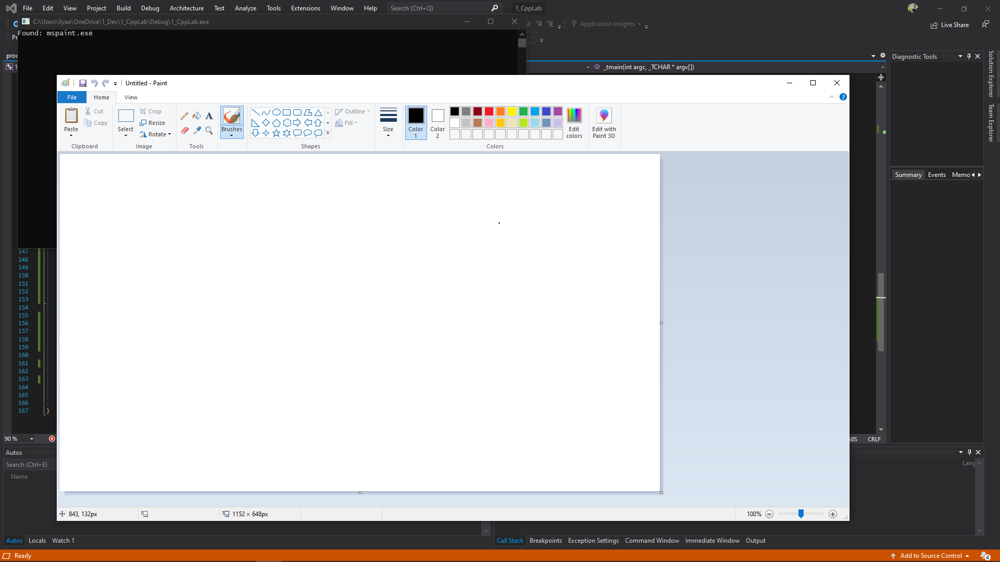 File Edit View Project Build Debug Architecture Test Analyze Tools Extensions Window Help Search (Ctrl+Q) 1_CppLab
C:\Users\Ilyaa\OneDrive\1_Dev\1_CppLab\Debug\1_CppLab.exe
Application Insights
Live Share
Found: mspaint.exe
_tmain(int argc, _TCHAR * argv[])
Diagnostic Tools
Solution Explorer
Team Explorer
Summary Events
Untitled - Paint
File Home View
Paste
Cut
Copy
Clipboard
Select
Crop
Resize
Rotate
Image
Tools
Brushes
Shapes
Outline
Fill
Size
Color
1
Color
2
Colors
Edit
colors
Edit with
Paint 3D
147
148
149
150
151
152
153
154
155
156
157
158
159
160
161
162
163
164
165
166
167 }
90 %
CRLF
Autos
Search (Ctrl+E)
Name
843, 132px
1152 × 648px
100%
Autos Locals Watch 1
Call Stack Breakpoints Exception Settings Command Window Immediate Window Output
Ready
Add to Source Control
4